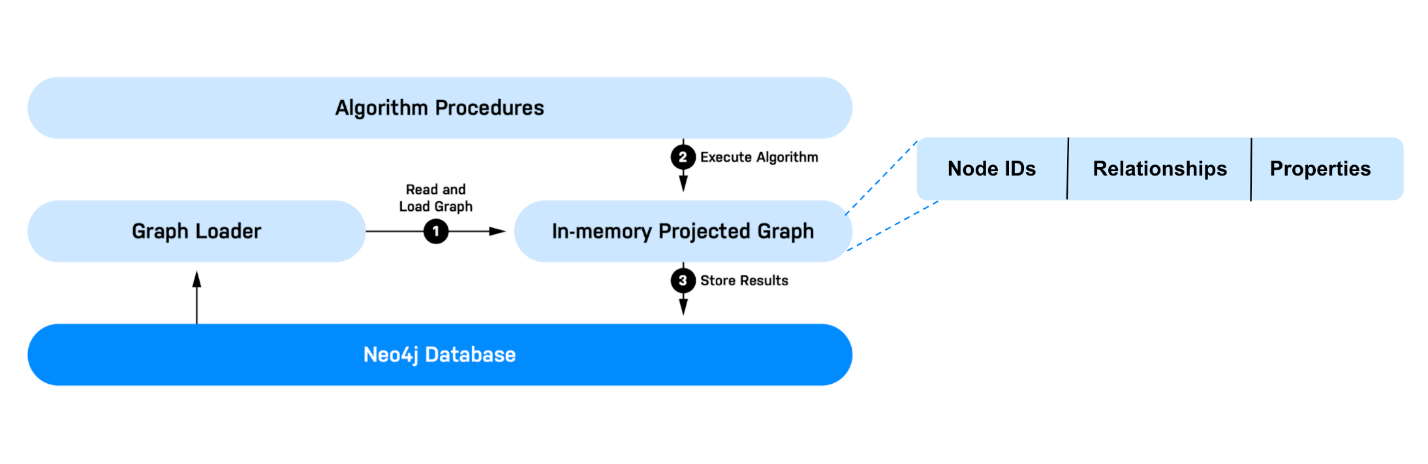 Algorithm Procedures
2 Execute Algorithm
Node IDs Relationships Properties
Read and
Load Graph
1
Graph Loader
In-memory Projected Graph
3 Store Results
Neo4j Database